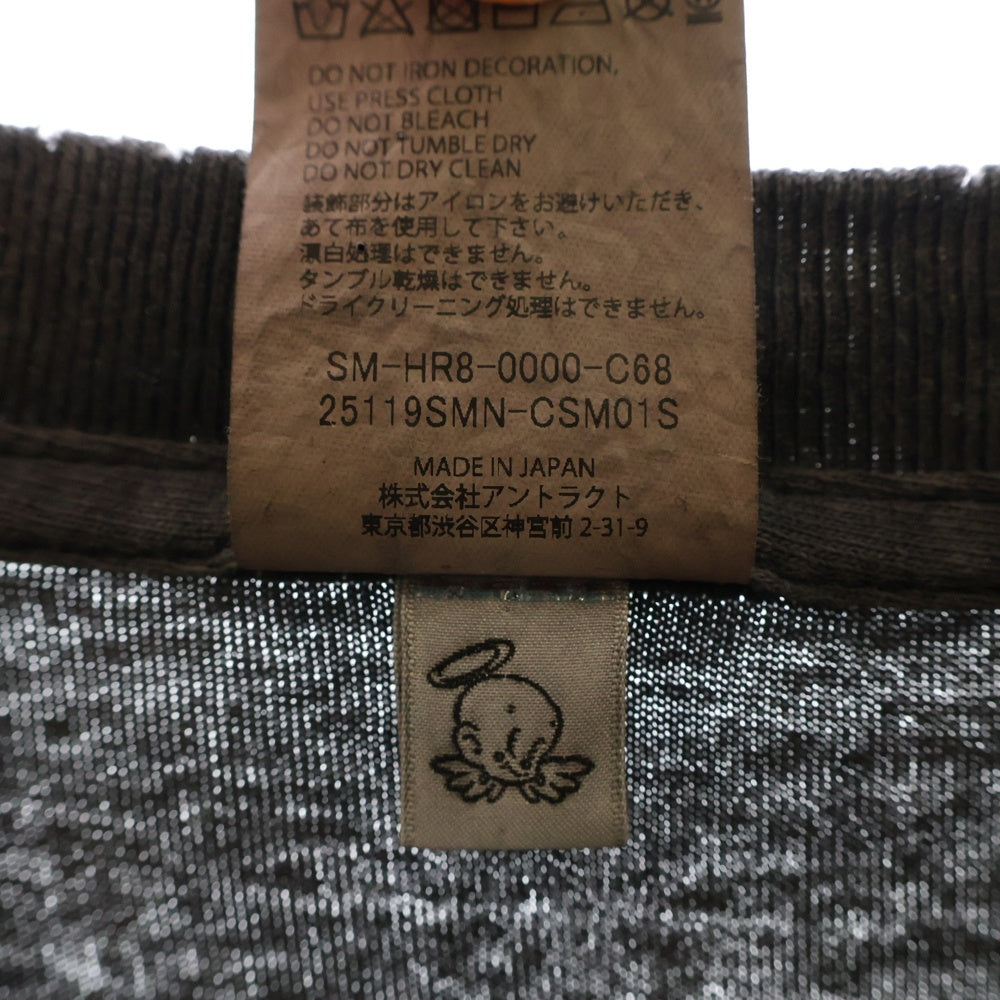 DO NOT IRON DECORATION,
USE PRESS CLOTH
DO NOT BLEACH
DO NOT TUMBLE DRY
DO NOT DRY CLEAN
装飾部分はアイロンをお避けいただき、
あて布を使用して下さい。
漂白処理はできません。
タンブル乾燥はできません。
ドライクリーニング処理はできません。
SM-HR8-0000-C68
25119SMN-CSM01S
MADE IN JAPAN
株式会社アントラクト
東京都渋谷区神宮前 2-31-9